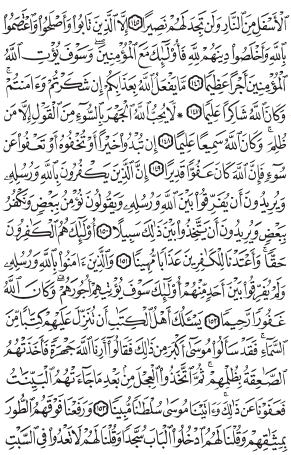 ٱلْأَسْفَلِ مِنَ ٱلنَّارِ وَلَن تَجِدَ لَهُمْ نَصِيرًا ١٤٥ إِلَّا ٱلَّذِينَ تَابُوا۟ وَأَصْلَحُوا۟ وَٱعْتَصَمُوا۟
بِٱللَّهِ وَأَخْلَصُوا۟ دِينَهُمْ لِلَّهِ فَأُو۟لَٰٓئِكَ مَعَ ٱلْمُؤْمِنِينَ ۖ وَسَوْفَ يُؤْتِ ٱللَّهُ
ٱلْمُؤْمِنِينَ أَجْرًا عَظِيمًا ١٤٦ مَّا يَفْعَلُ ٱللَّهُ بِعَذَابِكُمْ إِن شَكَرْتُمْ وَءَامَنتُمْ ۚ
وَكَانَ ٱللَّهُ شَاكِرًا عَلِيمًا ١٤٧ ۞ لَّا يُحِبُّ ٱللَّهُ ٱلْجَهْرَ بِٱلسُّوٓءِ مِنَ ٱلْقَوْلِ إِلَّا مَن
ظُلِمَ ۚ وَكَانَ ٱللَّهُ سَمِيعًا عَلِيمًا ١٤٨ إِن تُبْدُوا۟ خَيْرًا أَوْ تُخْفُوهُ أَوْ تَعْفُوا۟ عَن
سُوٓءٍ فَإِنَّ ٱللَّهَ كَانَ عَفُوًّا قَدِيرًا ١٤٩ إِنَّ ٱلَّذِينَ يَكْفُرُونَ بِٱللَّهِ وَرُسُلِهِۦ
وَيُرِيدُونَ أَن يُفَرِّقُوا۟ بَيْنَ ٱللَّهِ وَرُسُلِهِۦ وَيَقُولُونَ نُؤْمِنُ بِبَعْضٍ وَنَكْفُرُ
بِبَعْضٍ وَيُرِيدُونَ أَن يَتَّخِذُوا۟ بَيْنَ ذَٰلِكَ سَبِيلًا ١٥٠ أُو۟لَٰٓئِكَ هُمُ ٱلْكَٰفِرُونَ
حَقًّا ۚ وَأَعْتَدْنَا لِلْكَٰفِرِينَ عَذَابًا مُّهِينًا ١٥١ وَٱلَّذِينَ ءَامَنُوا۟ بِٱللَّهِ وَرُسُلِهِۦ
وَلَمْ يُفَرِّقُوا۟ بَيْنَ أَحَدٍ مِّنْهُمْ أُو۟لَٰٓئِكَ سَوْفَ يُؤْتِيهِمْ أُجُورَهُمْ ۗ وَكَانَ ٱللَّهُ
غَفُورًا رَّحِيمًا ١٥٢ يَسْـَٔلُكَ أَهْلُ ٱلْكِتَٰبِ أَن تُنَزِّلَ عَلَيْهِمْ كِتَٰبًا مِّنَ
ٱلسَّمَآءِ ۚ فَقَدْ سَأَلُوا۟ مُوسَىٰٓ أَكْبَرَ مِن ذَٰلِكَ فَقَالُوٓا۟ أَرِنَا ٱللَّهَ جَهْرَةً فَأَخَذَتْهُمُ
ٱلصَّٰعِقَةُ بِظُلْمِهِمْ ۚ ثُمَّ ٱتَّخَذُوا۟ ٱلْعِجْلَ مِنۢ بَعْدِ مَا جَآءَتْهُمُ ٱلْبَيِّنَٰتُ
فَعَفَوْنَا عَن ذَٰلِكَ ۚ وَءَاتَيْنَا مُوسَىٰ سُلْطَٰنًا مُّبِينًا ١٥٣ وَرَفَعْنَا فَوْقَهُمُ ٱلطُّورَ
بِمِيثَٰقِهِمْ وَقُلْنَا لَهُمُ ٱدْخُلُوا۟ ٱلْبَابَ سُجَّدًا وَقُلْنَا لَهُمْ لَا تَعْدُوا۟ فِى ٱلسَّبْتِ